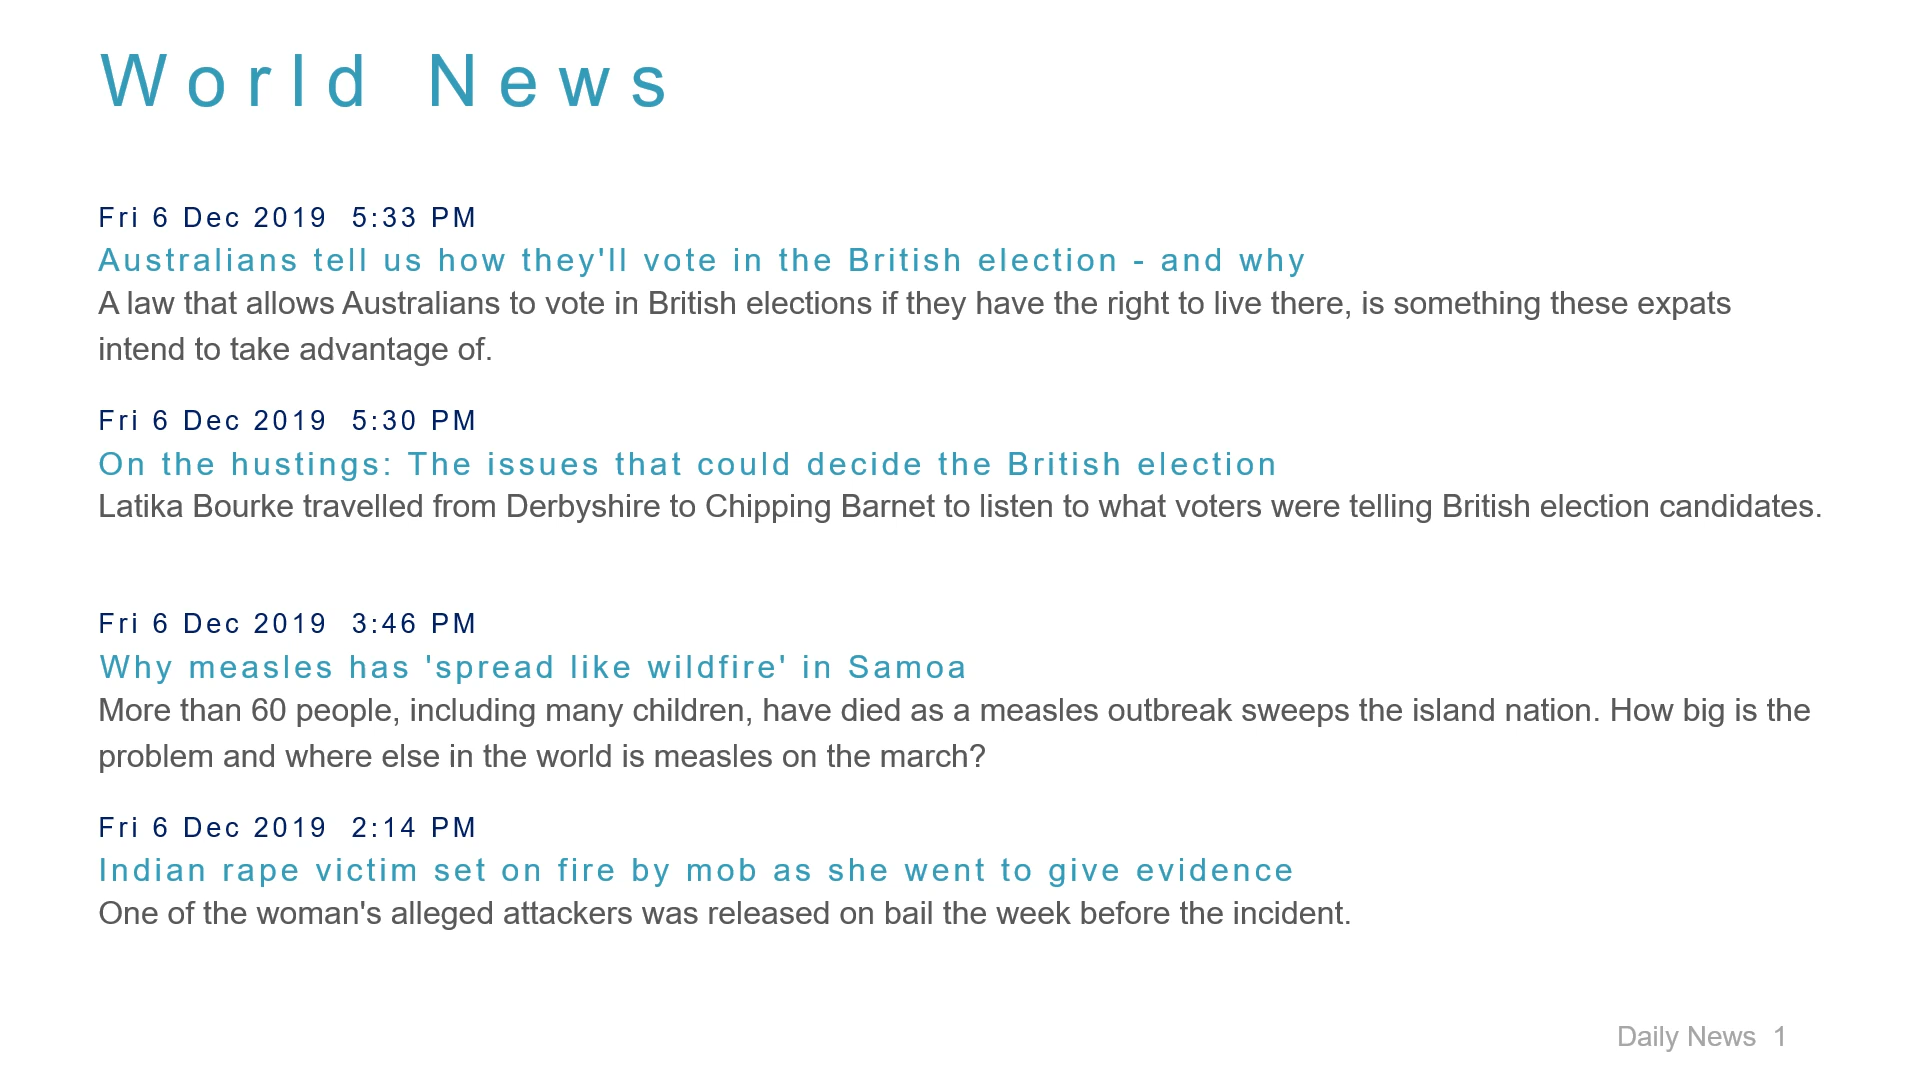 World News
Fri 6 Dec 2019  5:33 PM
Australians tell us how they'll vote in the British election - and why
A law that allows Australians to vote in British elections if they have the right to live there, is something these expats
intend to take advantage of.
Fri 6 Dec 2019  5:30 PM
On the hustings: The issues that could decide the British election
Latika Bourke travelled from Derbyshire to Chipping Barnet to listen to what voters were telling British election candidates.
Fri 6 Dec 2019  3:46 PM
Why measles has 'spread like wildfire' in Samoa
More than 60 people, including many children, have died as a measles outbreak sweeps the island nation. How big is the
problem and where else in the world is measles on the march?
Fri 6 Dec 2019  2:14 PM
Indian rape victim set on fire by mob as she went to give evidence
One of the woman's alleged attackers was released on bail the week before the incident.
Daily News  1